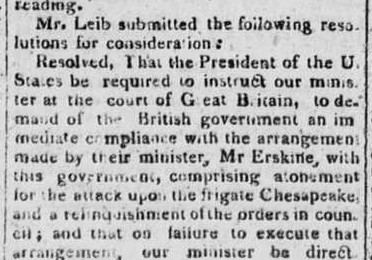 reading.
Mr. Leib submitted the following reso-
lutions for consideration:
Resolved, That the President of the U.
States be required to instruct our minis-
ter at the court of Great Britain, to de-
mand of the British government an im
mediate compliance with the arrangement
made by their minister, Mr Erskine, with
this government, comprising atonement
for the attack upon the frigate Chesapeake,
and a relinquishment of the orders in coun-
cil; and that on failure to execute that
arrangement, our minister be direct